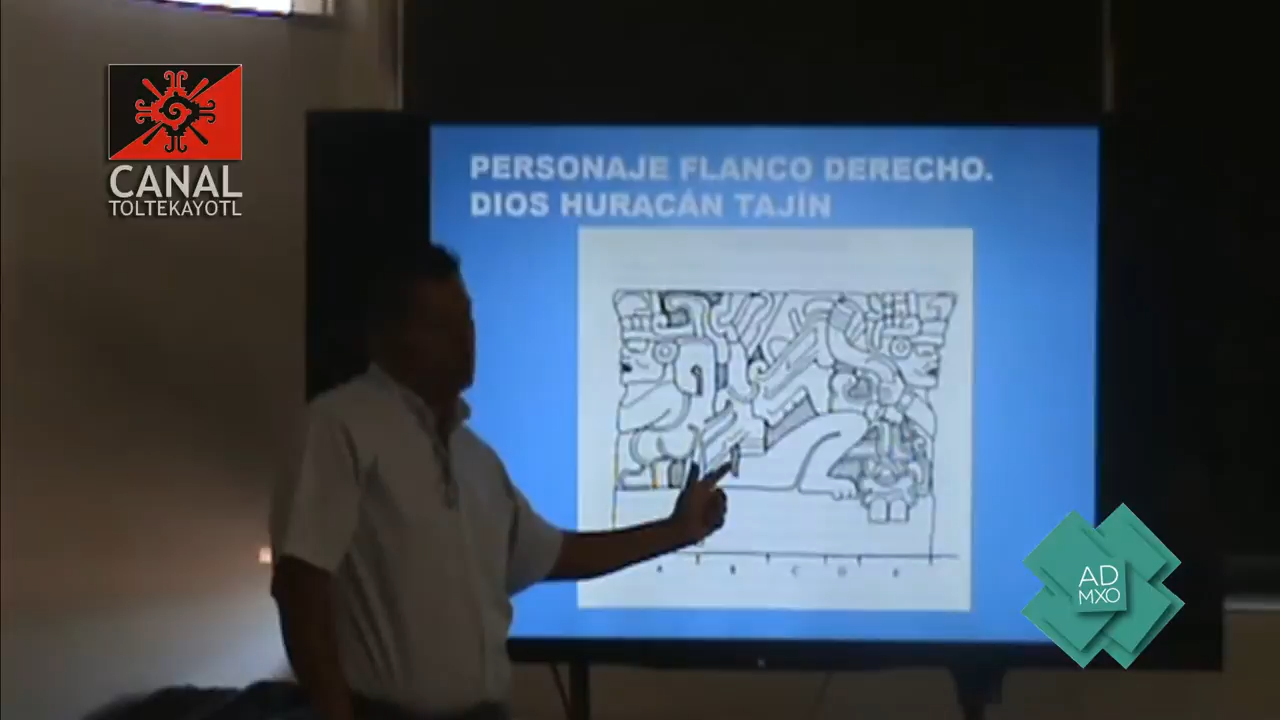 CANAL
TOLTEKAYOTL
PERSONAJE FLANCO DERECHO.
DIOS HURACÁN TAJÍN
A B C D E
AD
MXO